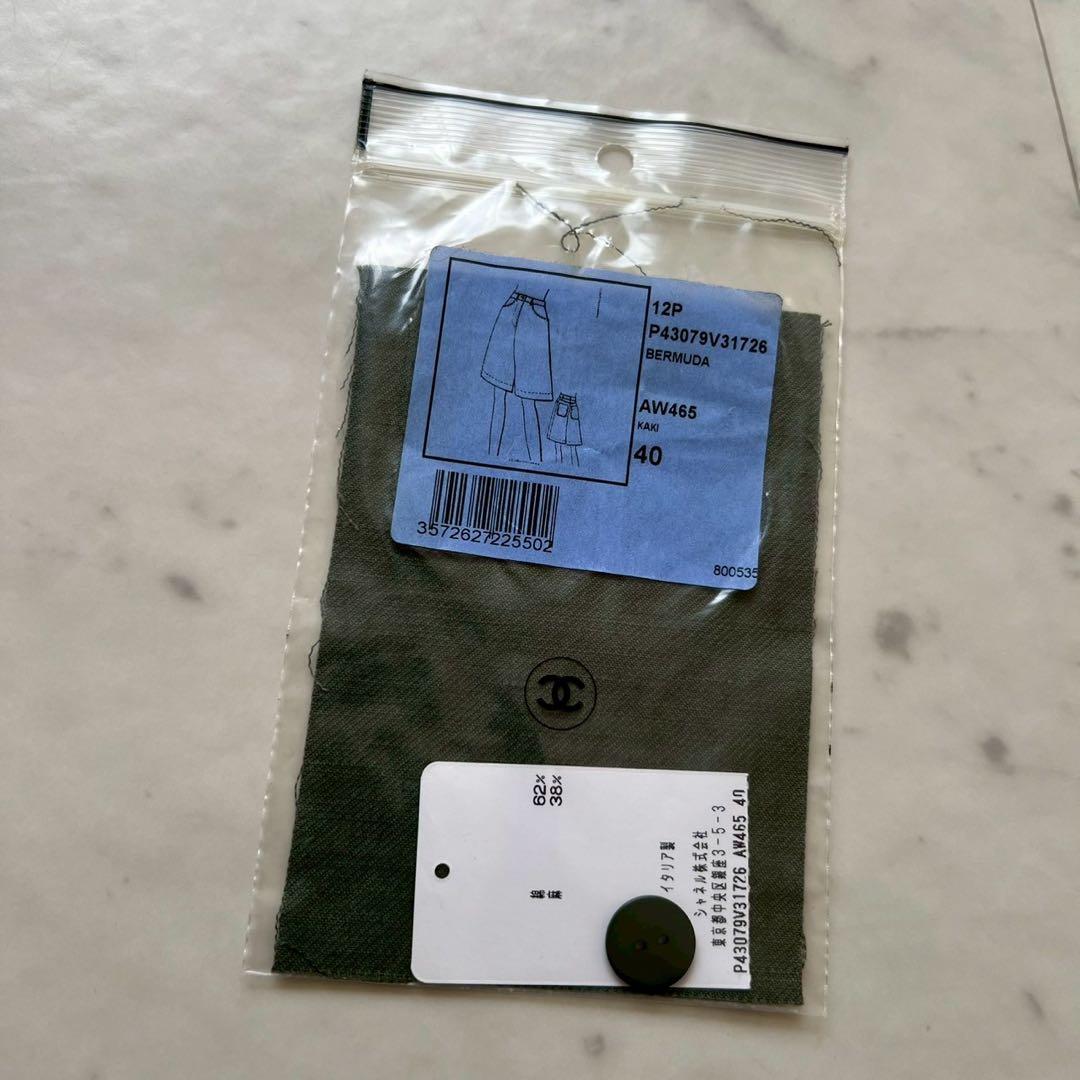 12P
P43079V31726
BERMUDA
AW465
KAKI
40
3572627225502
800535
綿 62%
麻 38%
イタリア製
シャネル株式会社
東京都中央区銀座3-5-3
P43079V31726 AW465 40